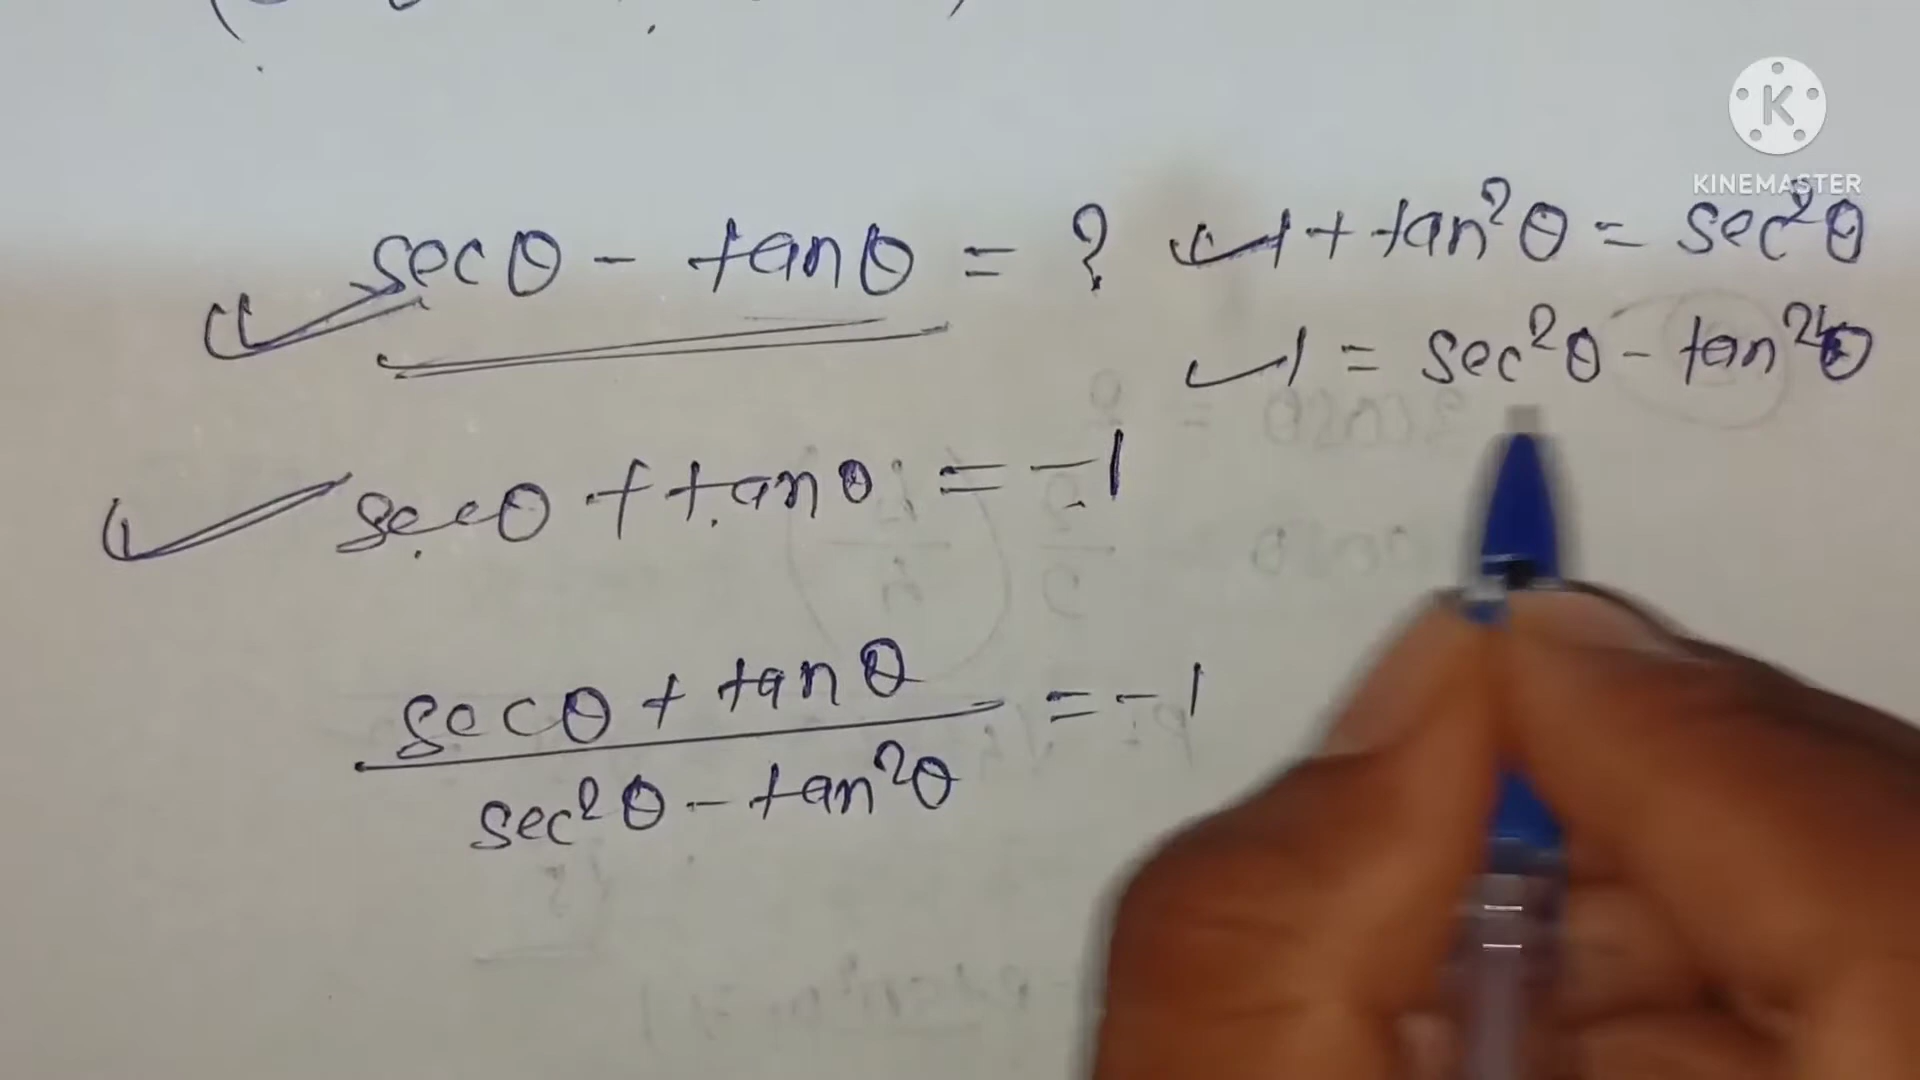 secθ - tanθ = ?
1 + tan²θ = sec²θ
1 = sec²θ - tan²θ
secθ + tanθ = -1
secθ + tanθ
———————— = -1
sec²θ - tan²θ
KINEMASTER